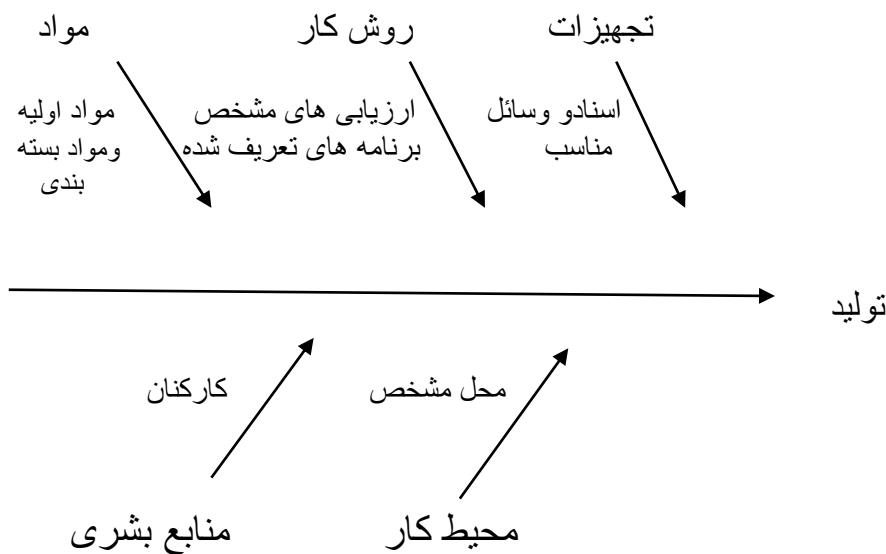 تجهیزات
روش کار
مواد
اسنادو وسائل
مناسب
ارزیابی های مشخص
برنامه های تعریف شده
مواد اولیه
ومواد بسته
بندی
تولید
محل مشخص
کارکنان
محیط کار
منابع بشری